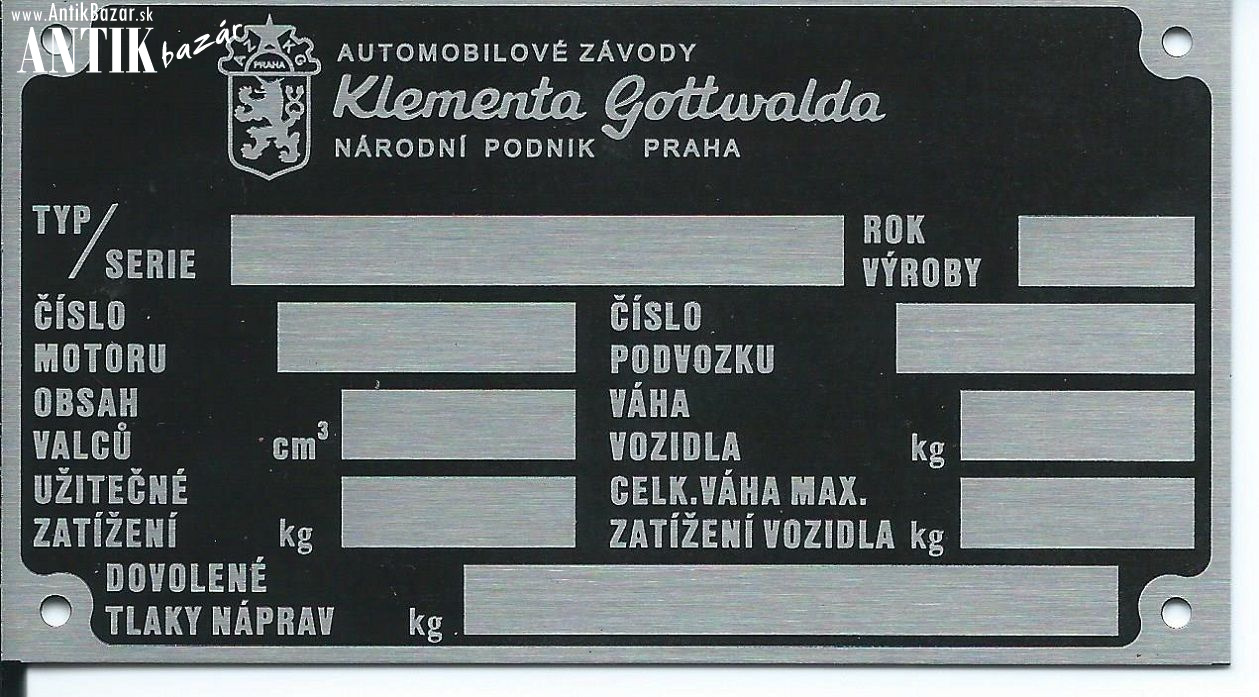 www.AntikBazar.sk
ANTIK bazár
AZKG
PRAHA
AUTOMOBILOVÉ ZÁVODY
Klementa Gottwalda
NÁRODNÍ PODNIK PRAHA
TYP/
SERIE
ROK
VÝROBY
ČÍSLO
MOTORU
ČÍSLO
PODVOZKU
OBSAH
VALCŮ cm³
VÁHA
VOZIDLA kg
UŽITEČNÉ
ZATÍŽENÍ kg
CELK.VÁHA MAX.
ZATÍŽENÍ VOZIDLA kg
DOVOLENÉ
TLAKY NÁPRAV kg